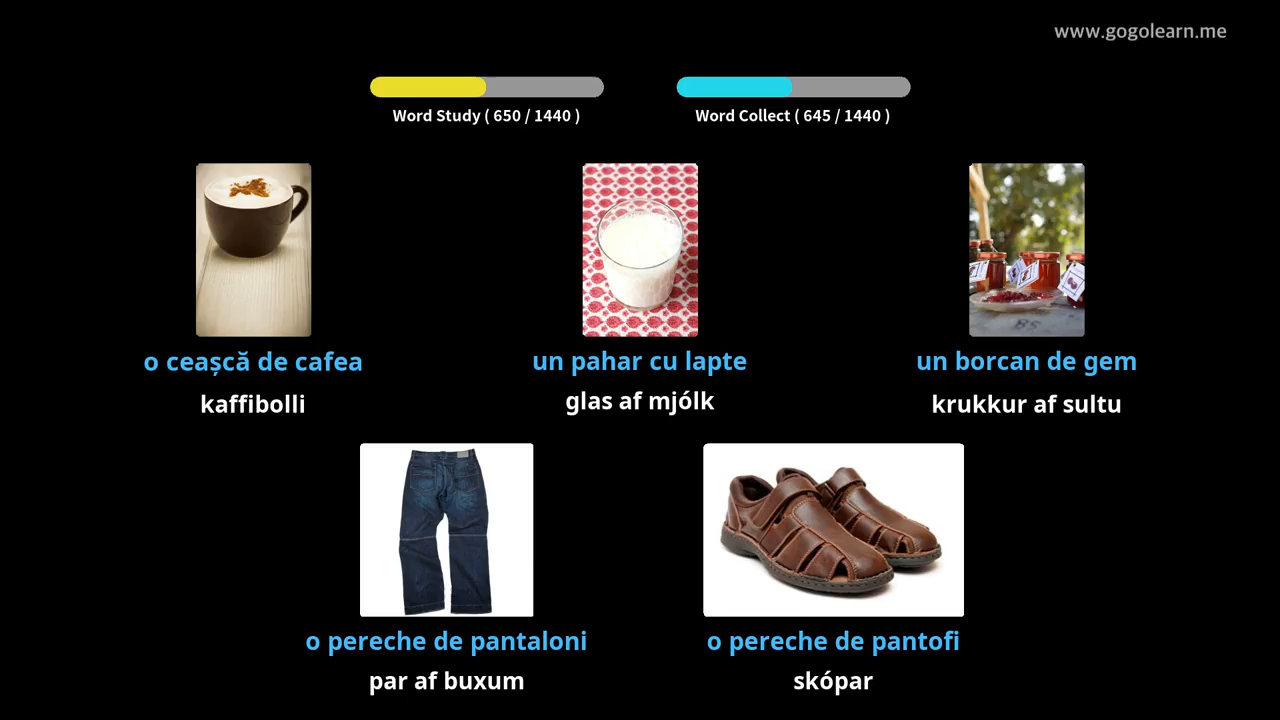 www.gogolearn.me
Word Study ( 650 / 1440 )
Word Collect ( 645 / 1440 )
o ceașcă de cafea
un pahar cu lapte
un borcan de gem
kaffibolli
glas af mjólk
krukkur af sultu
o pereche de pantaloni
o pereche de pantofi
par af buxum
skópar